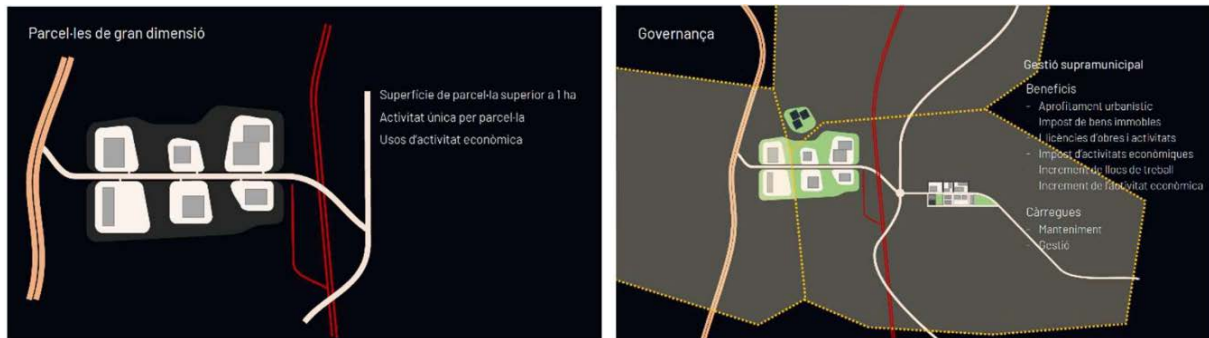 Parcel·les de gran dimensió
Superfície de parcel·la superior a 1 ha
Activitat única per parcel·la
Usos d'activitat econòmica
Governança
Gestió supramunicipal
Beneficis
- Aprofitament urbanístic
Impost de bens immobles
Llicències d'obres i activitats
- Impost d'activitats econòmiques
Increment de llocs de treball
Increment de l'activitat econòmica
Càrregues
- Manteniment
- Gestió